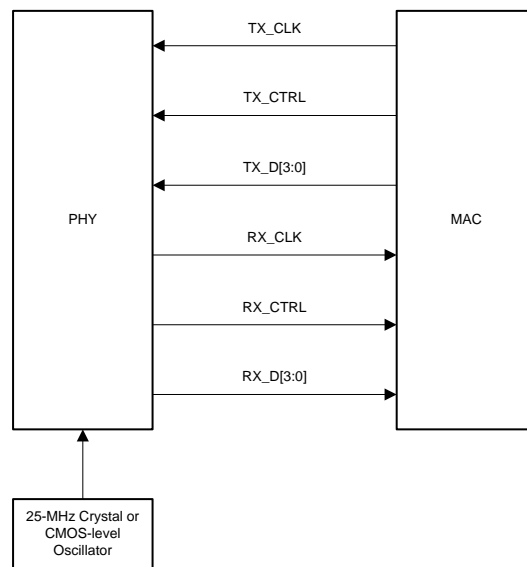 TX_CLK
TX_CTRL
TX_D[3:0]
PHY
MAC
RX_CLK
RX_CTRL
RX_D[3:0]
25-MHz Crystal or
CMOS-level
Oscillator